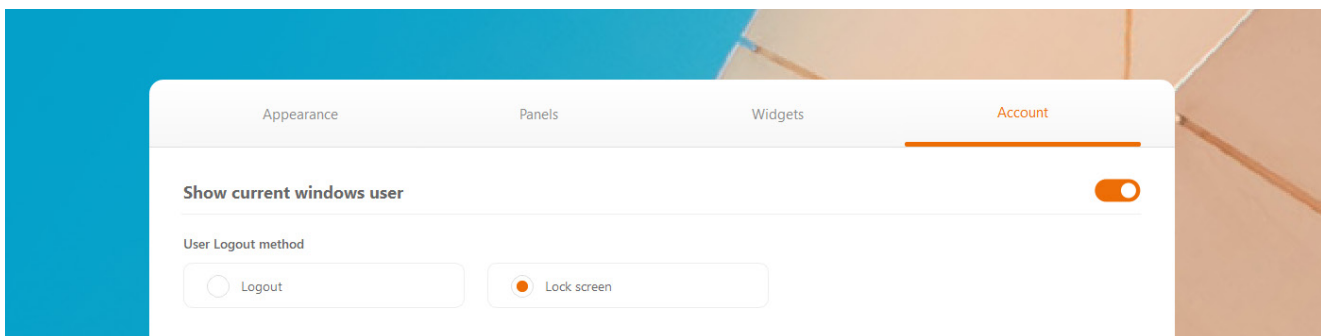 Appearance Panels Widgets Account
Show current windows user
User Logout method
Logout Lock screen